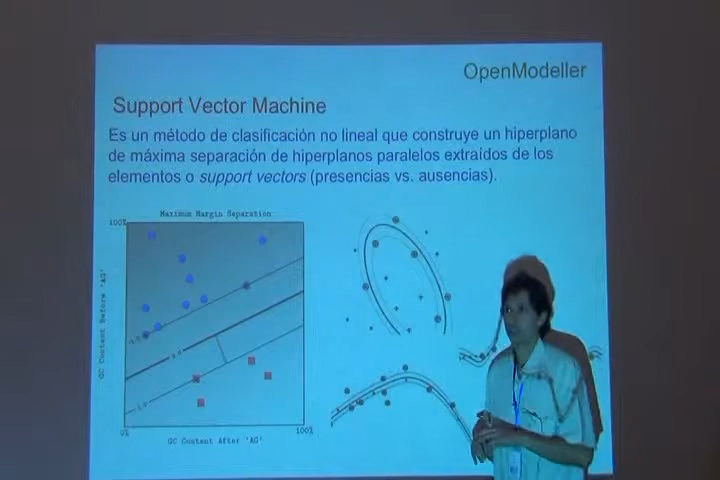 OpenModeller
Support Vector Machine
Es un método de clasificación no lineal que construye un hiperplano
de máxima separación de hiperplanos paralelos extraídos de los
elementos o support vectors (presencias vs. ausencias).
Maximum Margin Separation
100%
GC Content Before 'AG'
0%
100%
GC Content After 'AG'